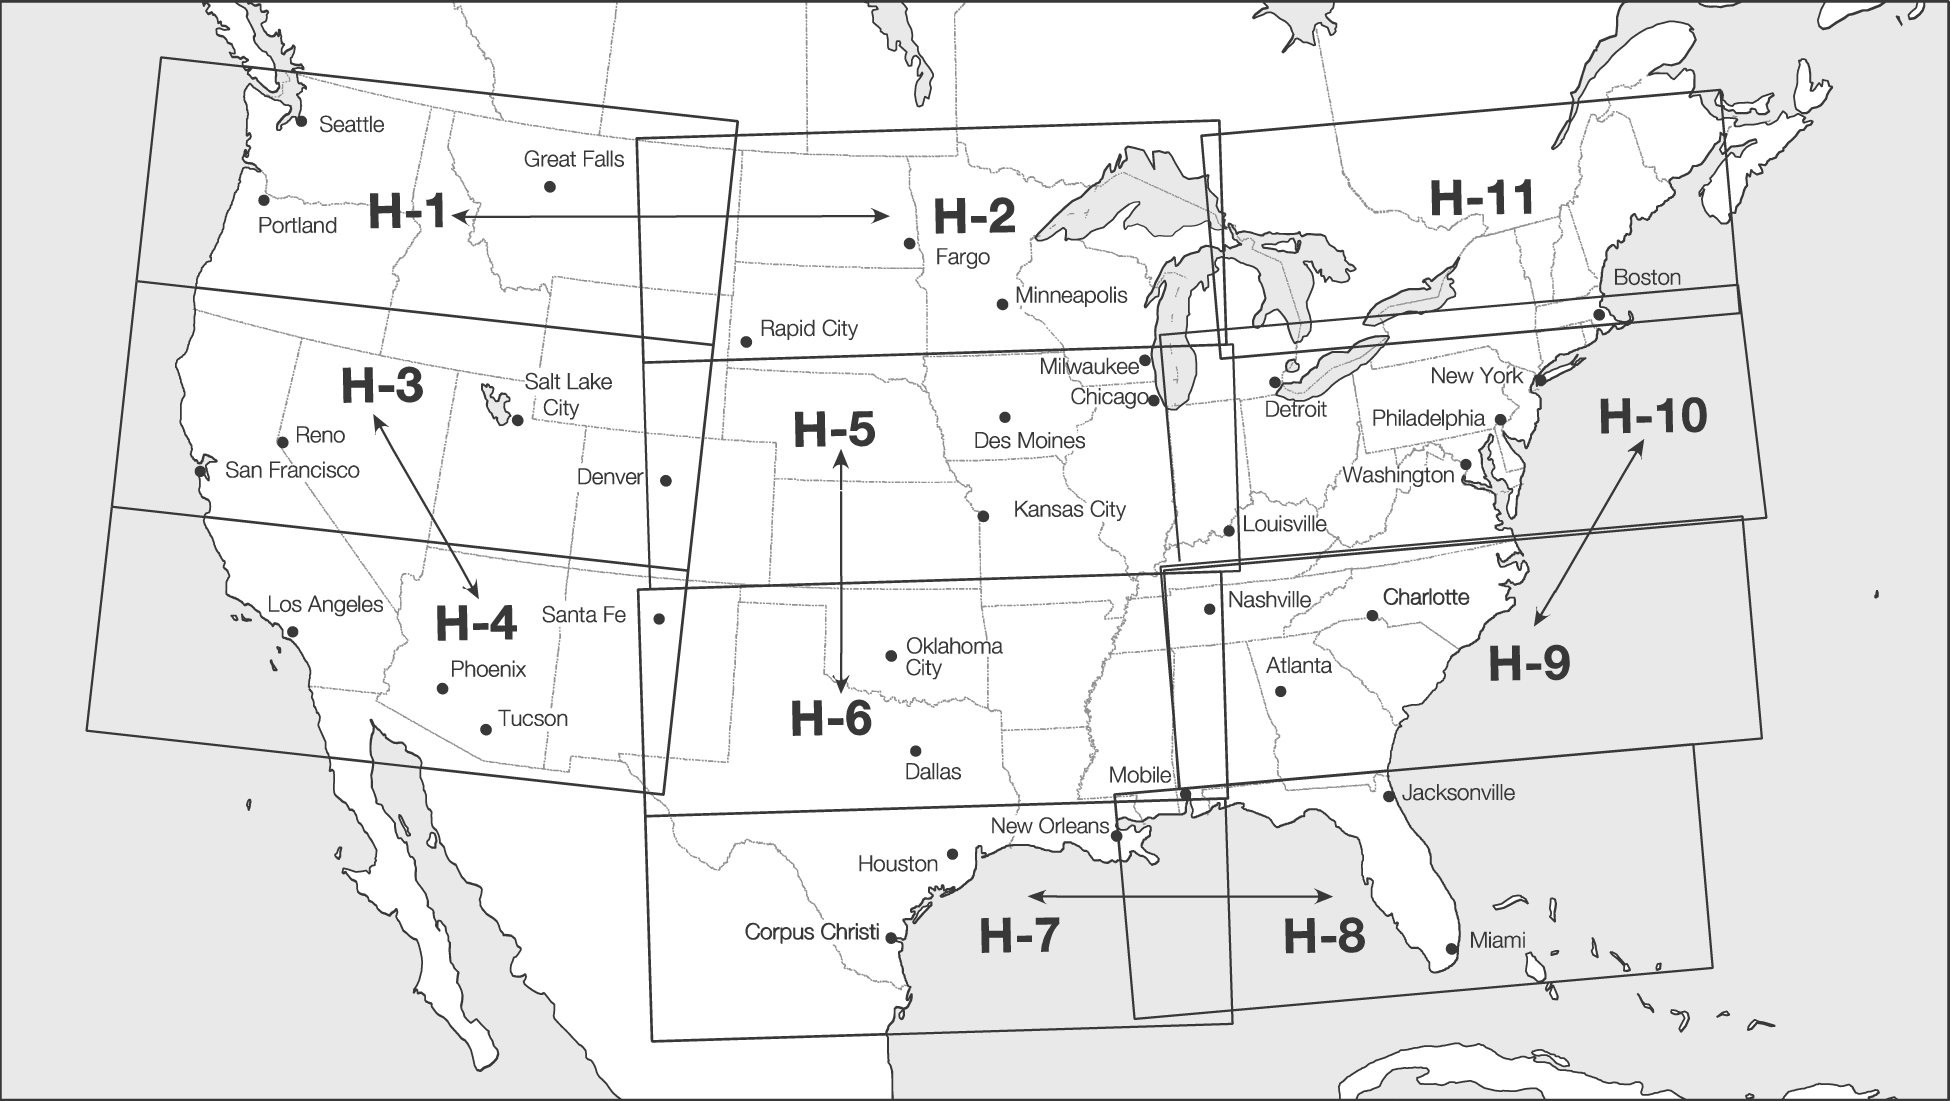 Seattle
Great Falls
H-1
H-2
H-11
Portland
Fargo
Boston
Minneapolis
Rapid City
Milwaukee
H-3
Salt Lake
City
Chicago
New York
Detroit
Philadelphia
H-10
H-5
Des Moines
Reno
San Francisco
Denver
Washington
Kansas City
Louisville
Los Angeles
H-4
Santa Fe
Nashville
Charlotte
Oklahoma
City
Phoenix
Atlanta
H-9
Tucson
H-6
Dallas
Mobile
Jacksonville
New Orleans
Houston
Corpus Christi
H-7
H-8
Miami